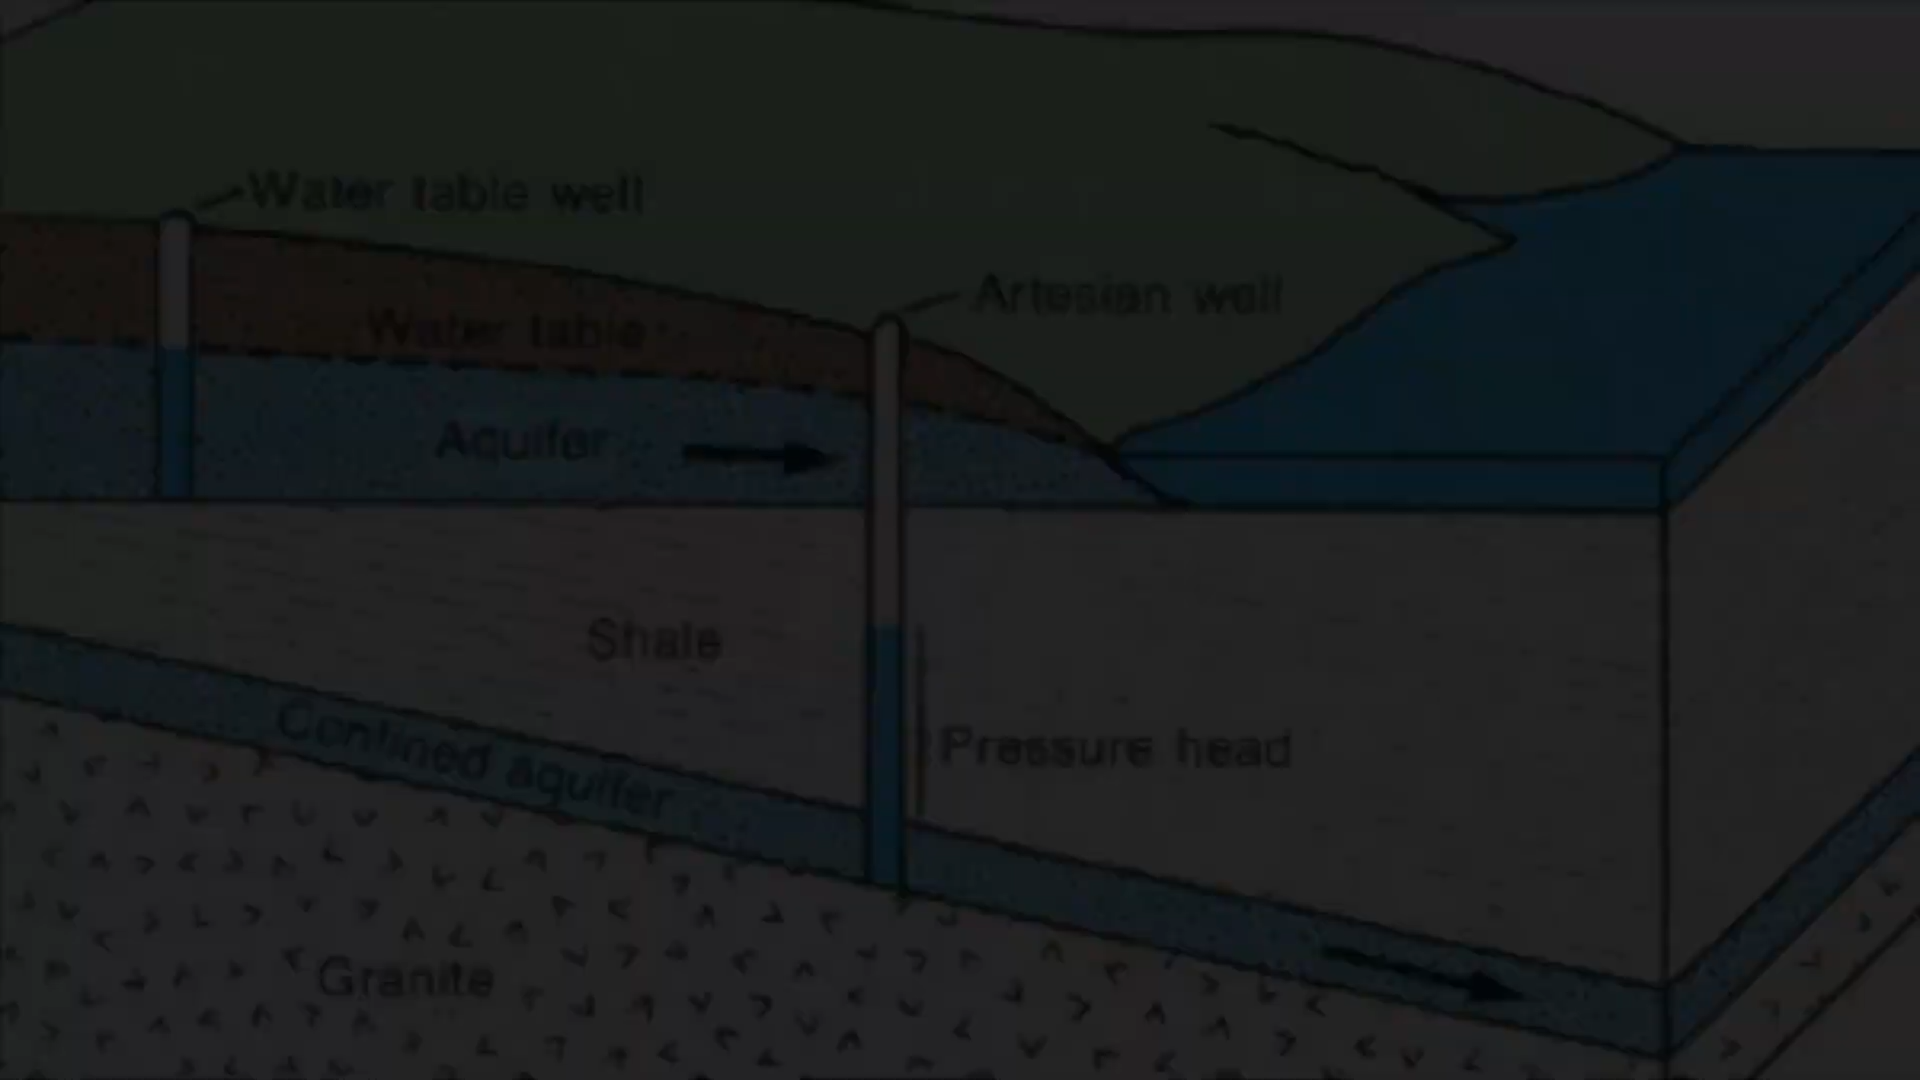 Water table well
Artesian well
Water table
Aquifer
Shale
Pressure head
Confined aquifer
Granite